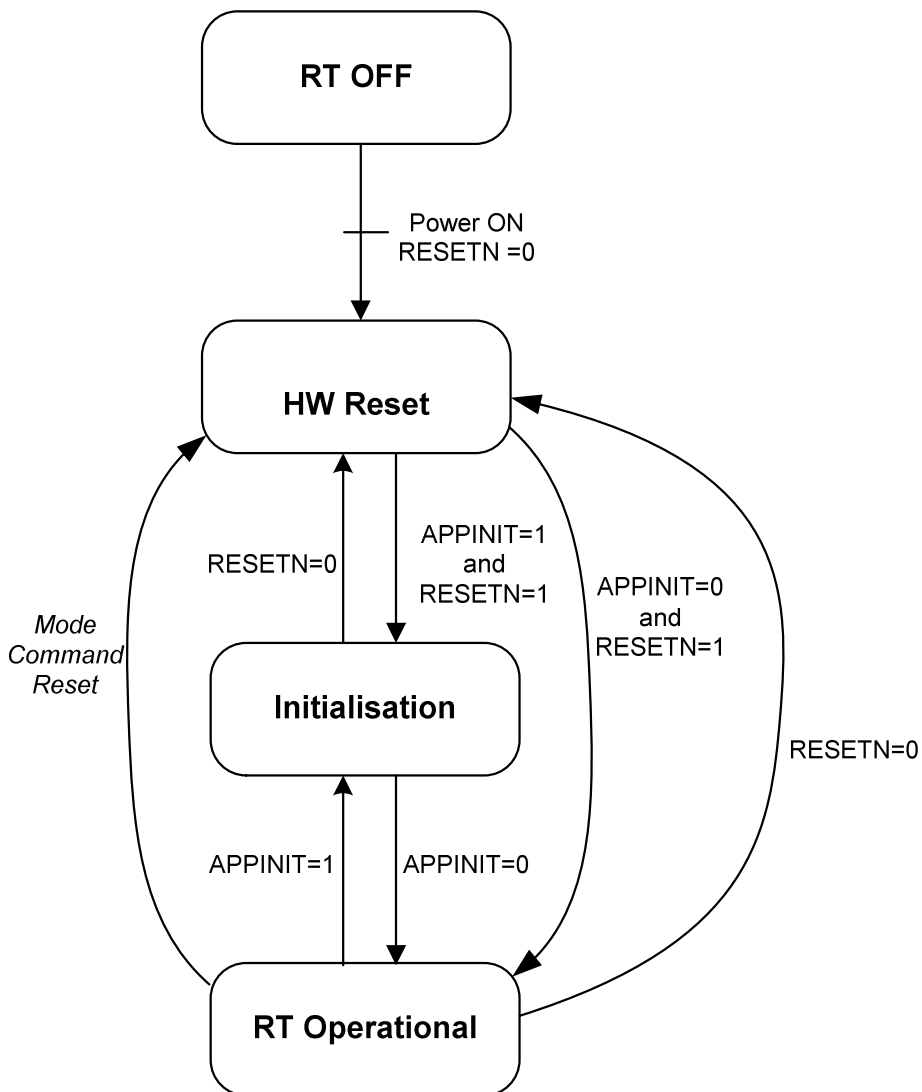 RT OFF
Power ON
RESETN =0
HW Reset
RESETN=0
APPINIT=1
and
RESETN=1
APPINIT=0
and
RESETN=1
Mode
Command
Reset
Initialisation
RESETN=0
APPINIT=1
APPINIT=0
RT Operational